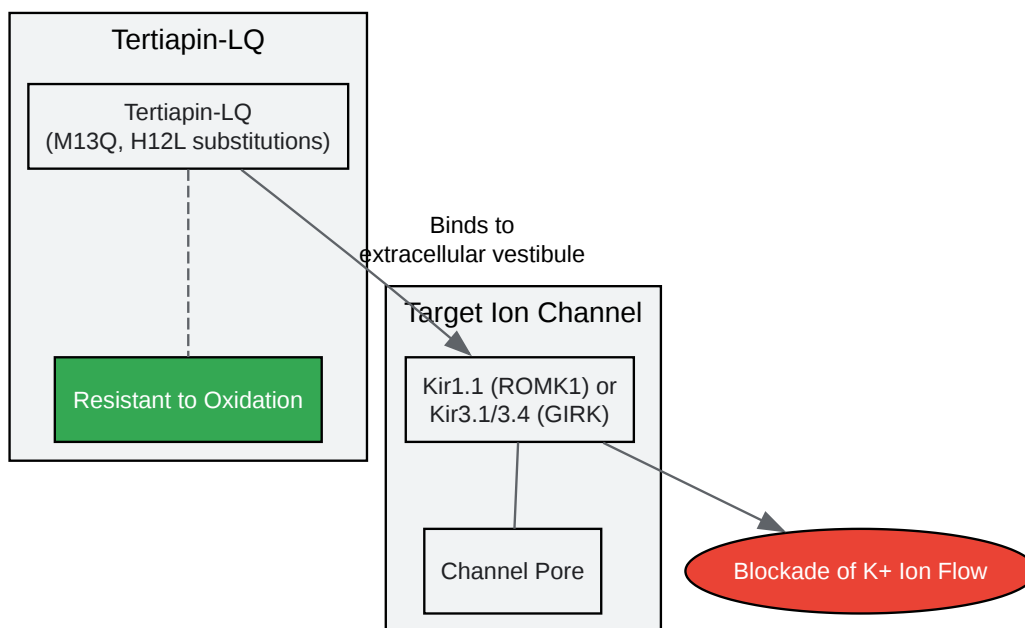 Tertiapin-LQ
Tertiapin-LQ
(M13Q, H12L substitutions)
Binds to
extracellular vestibule
Resistant to Oxidation
Target Ion Channel
Kir1.1 (ROMK1) or
Kir3.1/3.4 (GIRK)
Channel Pore
Blockade of K+ Ion Flow